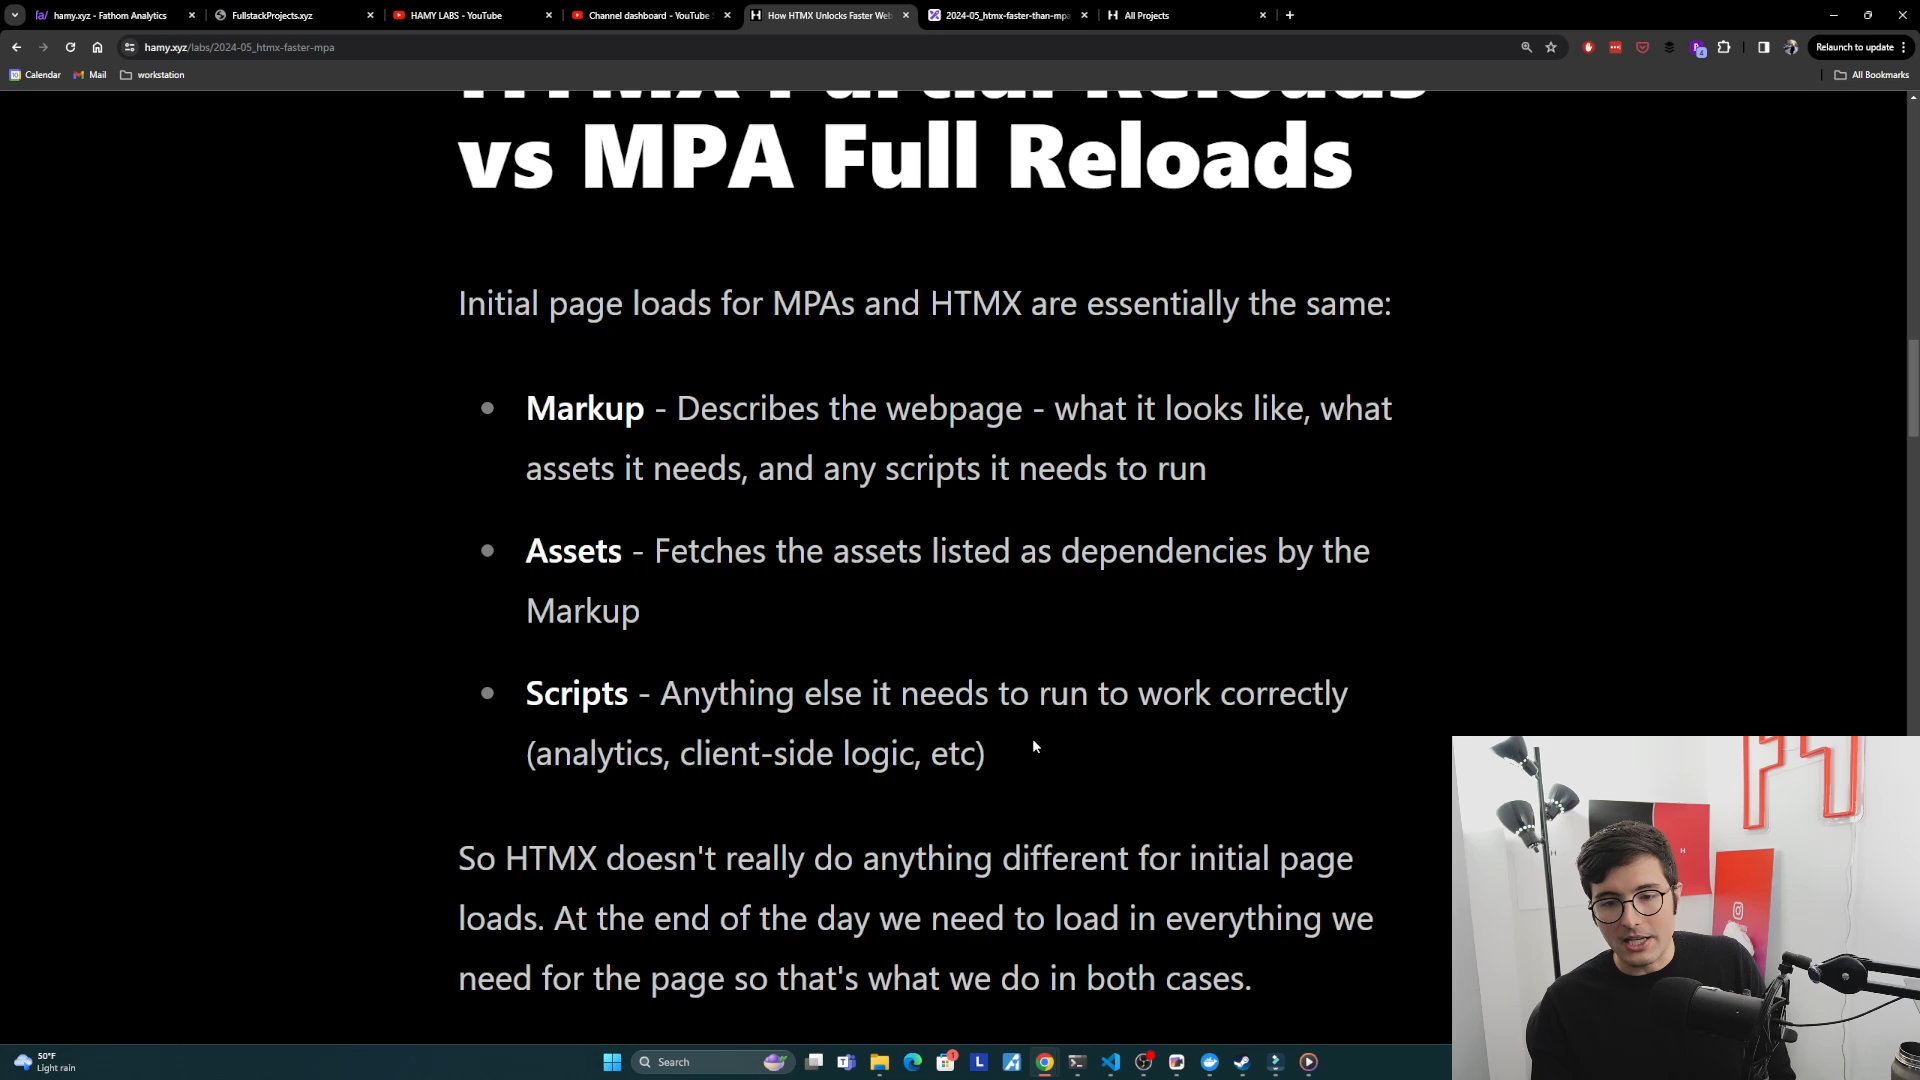 hamy.xyz - Fathom Analytics
FullstackProjects.xyz
HAMY LABS - YouTube
Channel dashboard - YouTube
How HTMX Unlocks Faster Web
2024-05_htmx-faster-than-mpa
All Projects
hamy.xyz/labs/2024-05_htmx-faster-mpa
Relaunch to update
Calendar
Mail
workstation
All Bookmarks
HTMX Partial Reloads
vs MPA Full Reloads
Initial page loads for MPAs and HTMX are essentially the same:
Markup - Describes the webpage - what it looks like, what
assets it needs, and any scripts it needs to run
Assets - Fetches the assets listed as dependencies by the
Markup
Scripts - Anything else it needs to run to work correctly
(analytics, client-side logic, etc)
So HTMX doesn't really do anything different for initial page
loads. At the end of the day we need to load in everything we
need for the page so that's what we do in both cases.
50°F
Light rain
Search